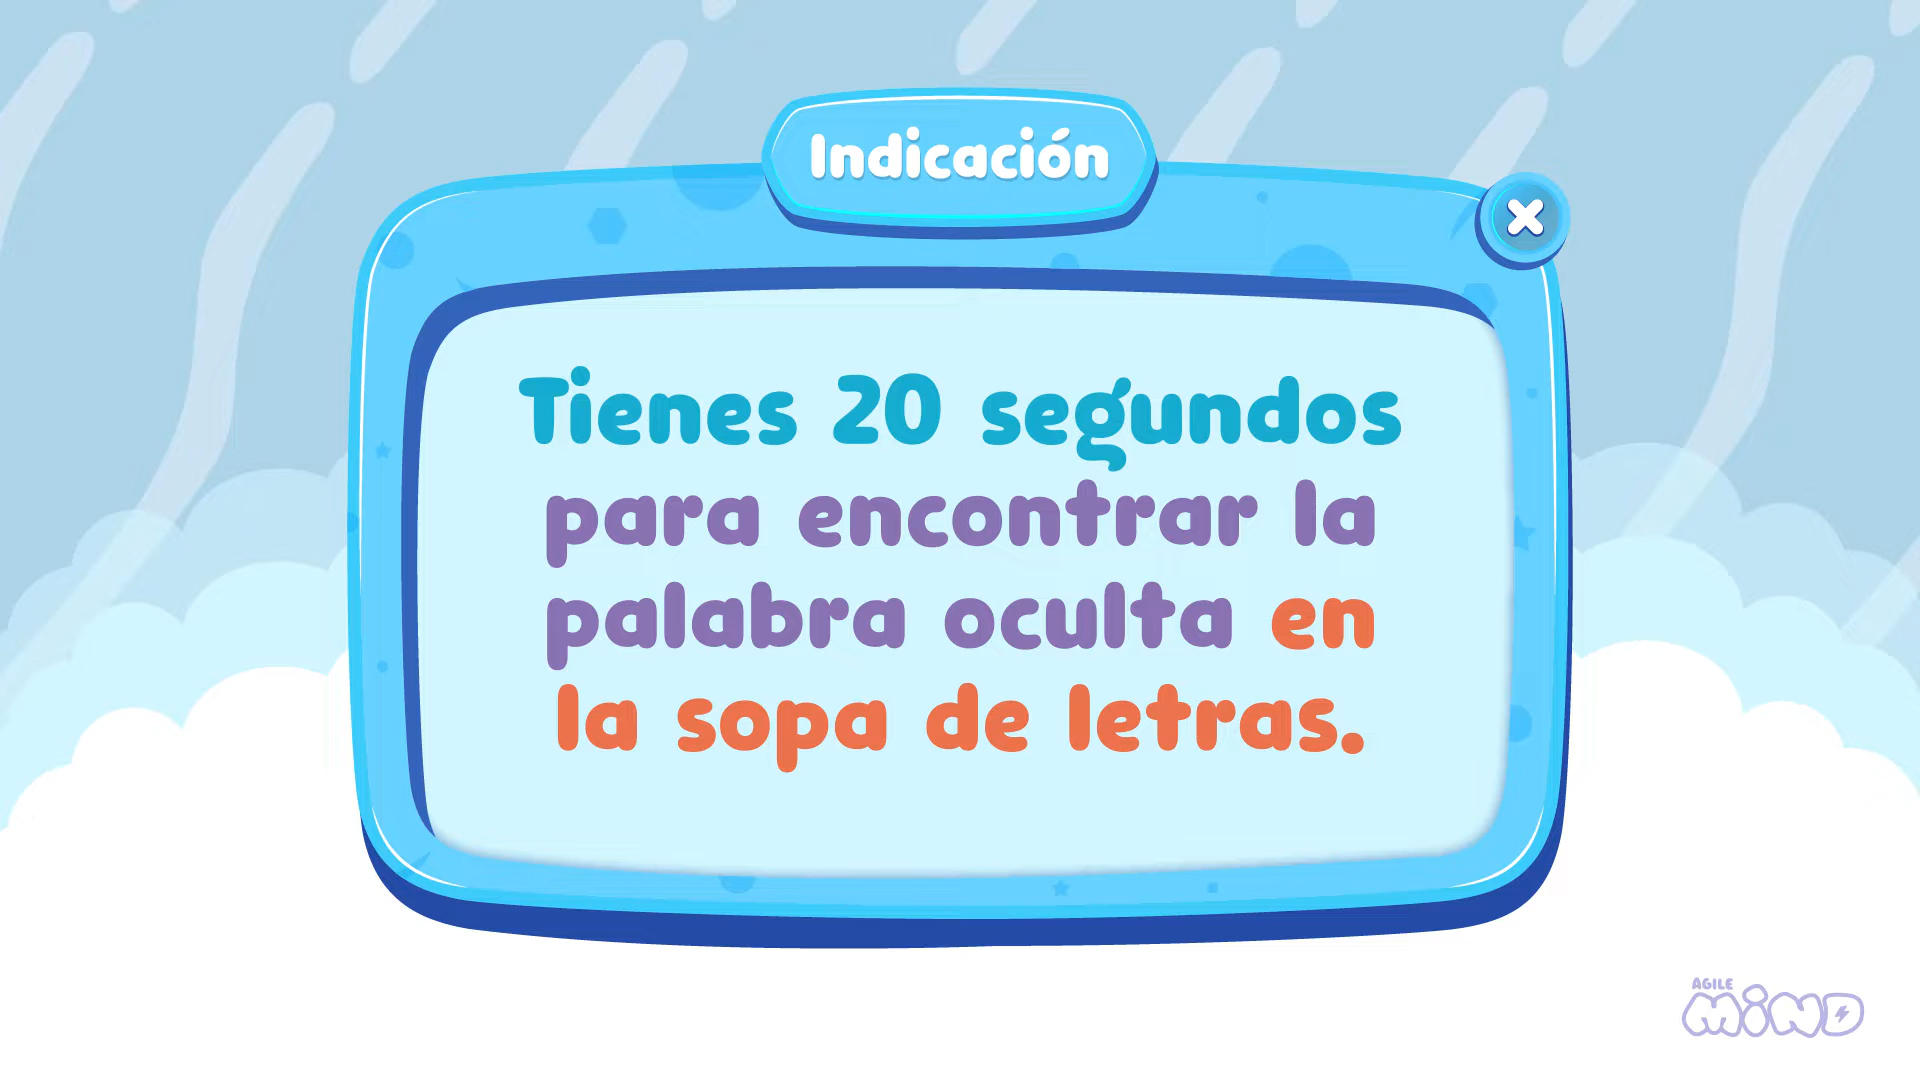 Indicación
Tienes 20 segundos
para encontrar la
palabra oculta en
la sopa de letras.
AGILE
MiND